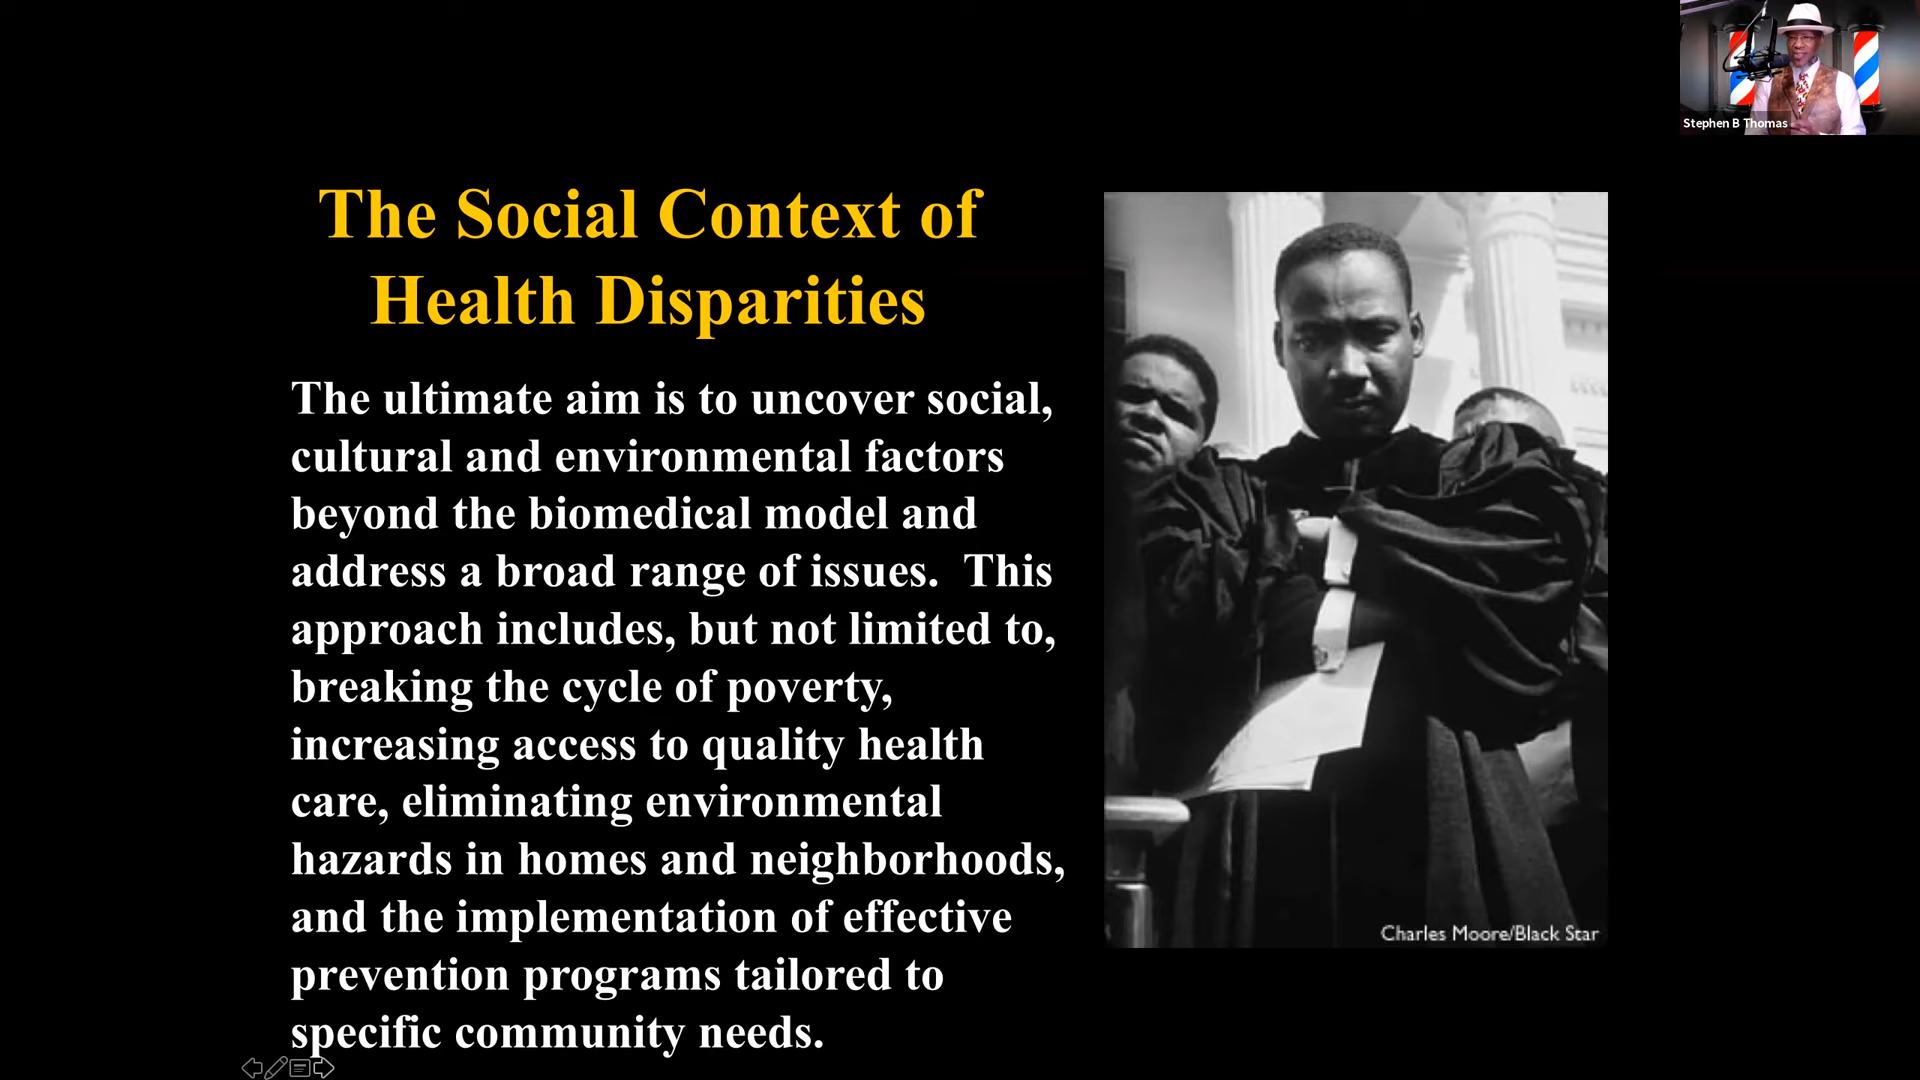 Stephen B Thomas
The Social Context of
Health Disparities
The ultimate aim is to uncover social,
cultural and environmental factors
beyond the biomedical model and
address a broad range of issues.  This
approach includes, but not limited to,
breaking the cycle of poverty,
increasing access to quality health
care, eliminating environmental
hazards in homes and neighborhoods,
and the implementation of effective
prevention programs tailored to
specific community needs.
Charles Moore/Black Star